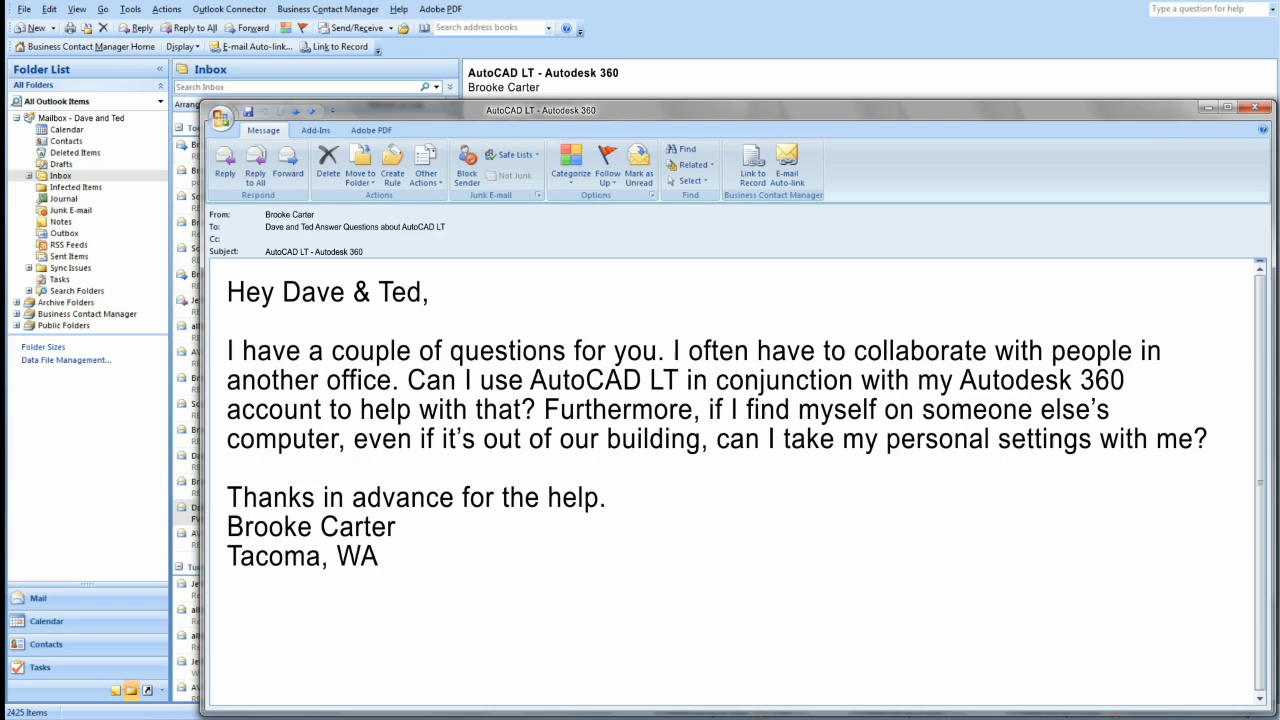 File Edit View Go Tools Actions Outlook Connector Business Contact Manager Help Adobe PDF
Type a question for help
New Reply Reply to All Forward Send/Receive Search address books
Business Contact Manager Home Display E-mail Auto-link... Link to Record
Folder List
All Folders
All Outlook Items
Mailbox - Dave and Ted
Calendar
Contacts
Deleted Items
Drafts
Inbox
Infected Items
Journal
Junk E-mail
Notes
Outbox
RSS Feeds
Sent Items
Sync Issues
Tasks
Search Folders
Archive Folders
Business Contact Manager
Public Folders
Folder Sizes
Data File Management...
Mail
Calendar
Contacts
Tasks
2425 Items
Inbox
Search Inbox
AutoCAD LT - Autodesk 360
Brooke Carter
AutoCAD LT - Autodesk 360
Message Add-Ins Adobe PDF
Reply
Reply to All
Forward
Respond
Delete
Move to Folder
Create Rule
Other Actions
Actions
Block Sender
Safe Lists
Not Junk
Junk E-mail
Categorize
Follow Up
Mark as Unread
Options
Find
Related
Select
Find
Link to Record
E-mail Auto-link
Business Contact Manager
From: Brooke Carter
To: Dave and Ted Answer Questions about AutoCAD LT
Cc:
Subject: AutoCAD LT - Autodesk 360
Hey Dave & Ted,
I have a couple of questions for you. I often have to collaborate with people in
another office. Can I use AutoCAD LT in conjunction with my Autodesk 360
account to help with that? Furthermore, if I find myself on someone else’s
computer, even if it’s out of our building, can I take my personal settings with me?
Thanks in advance for the help.
Brooke Carter
Tacoma, WA